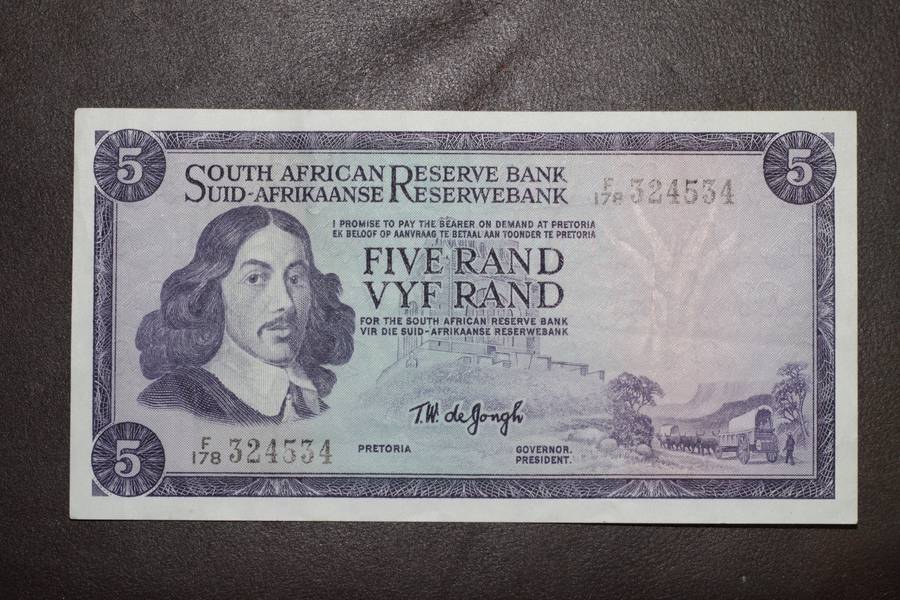 5
5
SOUTH AFRICAN RESERVE BANK
SUID-AFRIKAANSE RESERWEBANK
F/178 324534
I PROMISE TO PAY THE BEARER ON DEMAND AT PRETORIA
EK BELOOF OP AANVRAAG TE BETAAL AAN TOONDER TE PRETORIA
FIVE RAND
VYF RAND
FOR THE SOUTH AFRICAN RESERVE BANK
VIR DIE SUID-AFRIKAANSE RESERWEBANK
T.W. de Jongh
F/178 324534
PRETORIA
GOVERNOR.
PRESIDENT.
5